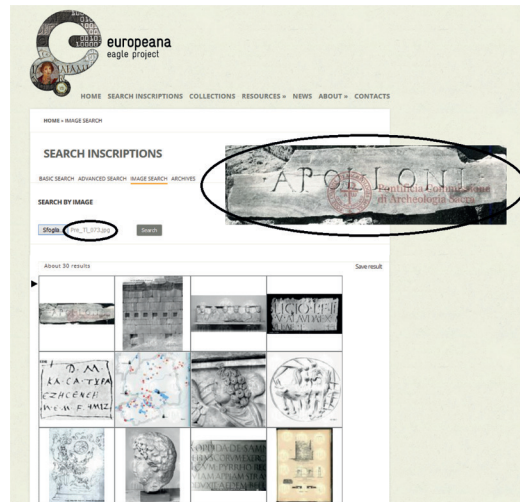 europeana
eagle project
HOME SEARCH INSCRIPTIONS COLLECTIONS RESOURCES » NEWS ABOUT » CONTACTS
HOME » IMAGE SEARCH
SEARCH INSCRIPTIONS
BASIC SEARCH ADVANCED SEARCH IMAGE SEARCH ARCHIVES
SEARCH BY IMAGE
Sfoglia... Pre_TI_073.jpg
Search
·APOLLONI·
Pontificia Commissione
di Archeologia Sacra
About 30 results
Save result
D. M.